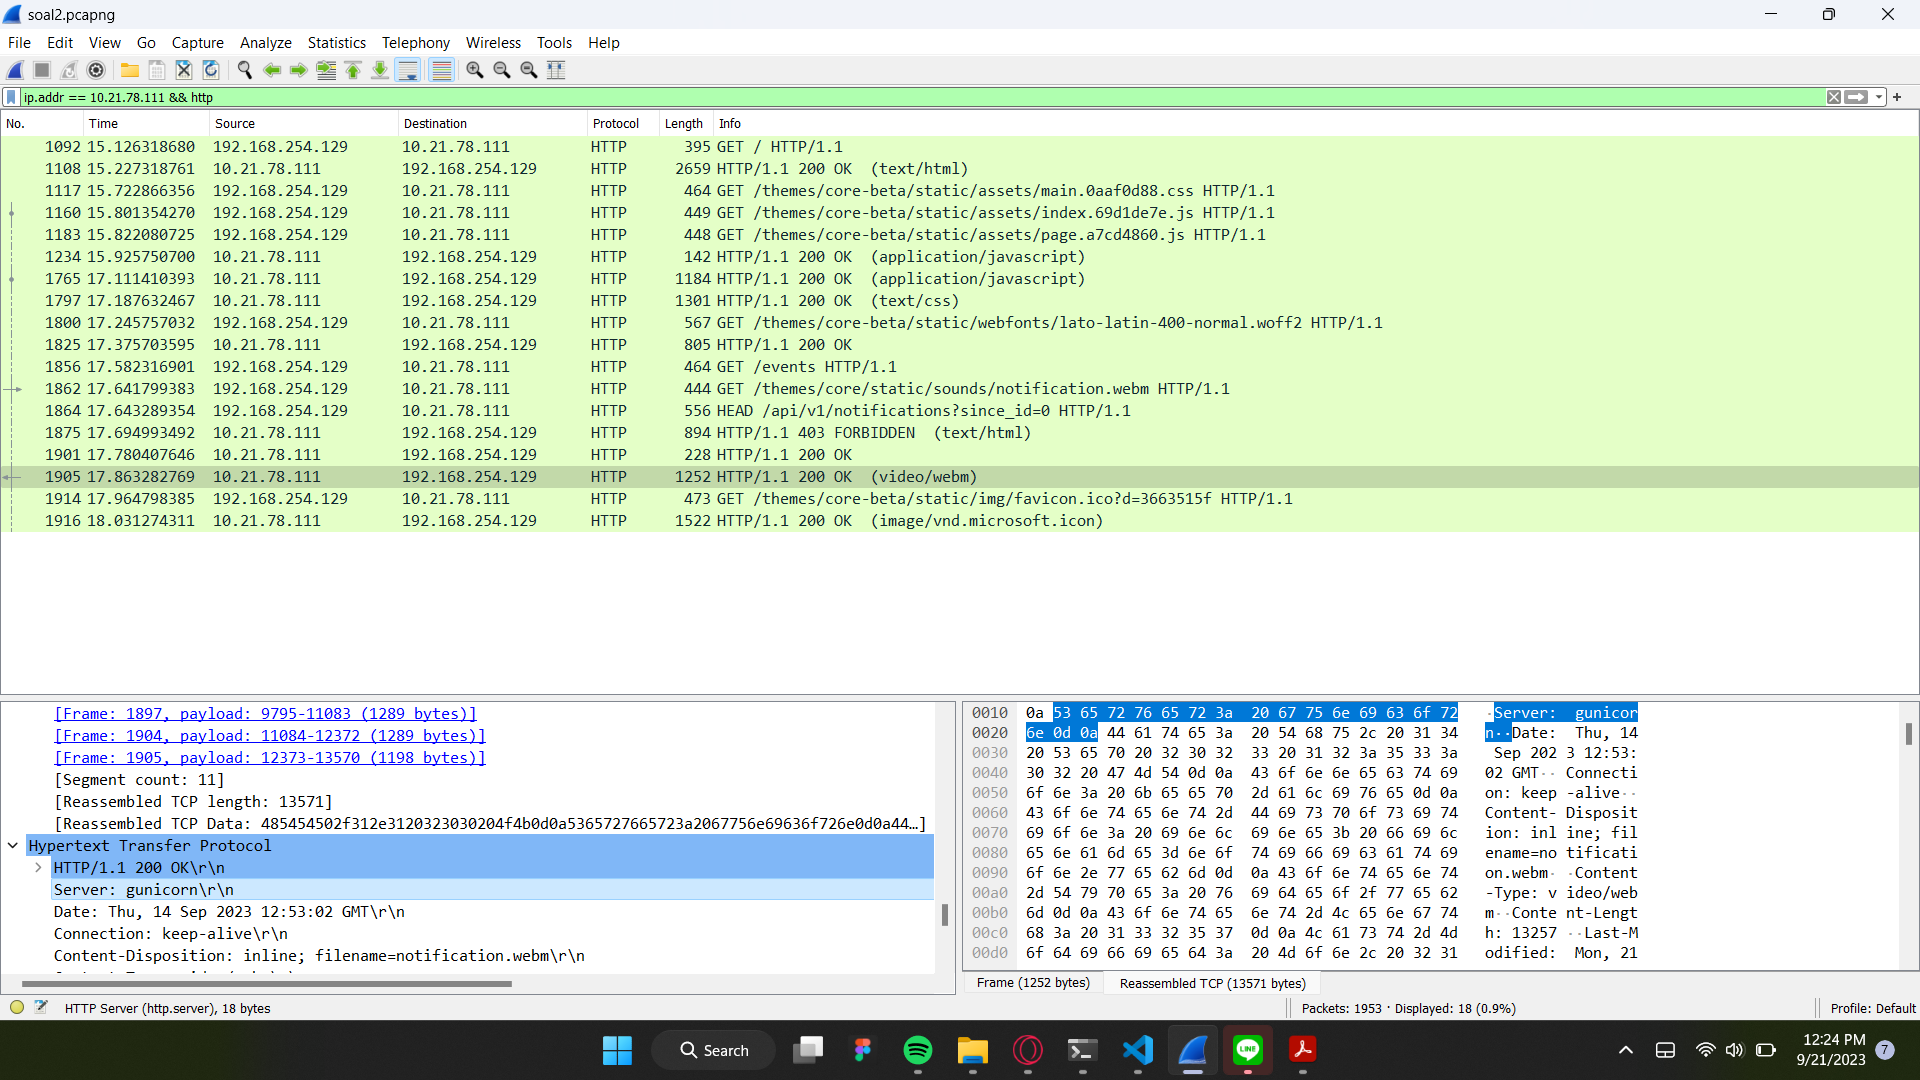 soal2.pcapng
File Edit View Go Capture Analyze Statistics Telephony Wireless Tools Help
ip.addr == 10.21.78.111 && http
No. Time Source Destination Protocol Length Info
1092 15.126318680 192.168.254.129 10.21.78.111 HTTP 395 GET / HTTP/1.1
1108 15.227318761 10.21.78.111 192.168.254.129 HTTP 2659 HTTP/1.1 200 OK (text/html)
1117 15.722866356 192.168.254.129 10.21.78.111 HTTP 464 GET /themes/core-beta/static/assets/main.0aaf0d88.css HTTP/1.1
1160 15.801354270 192.168.254.129 10.21.78.111 HTTP 449 GET /themes/core-beta/static/assets/index.69d1de7e.js HTTP/1.1
1183 15.822080725 192.168.254.129 10.21.78.111 HTTP 448 GET /themes/core-beta/static/assets/page.a7cd4860.js HTTP/1.1
1234 15.925750700 10.21.78.111 192.168.254.129 HTTP 142 HTTP/1.1 200 OK (application/javascript)
1765 17.111410393 10.21.78.111 192.168.254.129 HTTP 1184 HTTP/1.1 200 OK (application/javascript)
1797 17.187632467 10.21.78.111 192.168.254.129 HTTP 1301 HTTP/1.1 200 OK (text/css)
1800 17.245757032 192.168.254.129 10.21.78.111 HTTP 567 GET /themes/core-beta/static/webfonts/lato-latin-400-normal.woff2 HTTP/1.1
1825 17.375703595 10.21.78.111 192.168.254.129 HTTP 805 HTTP/1.1 200 OK
1856 17.582316901 192.168.254.129 10.21.78.111 HTTP 464 GET /events HTTP/1.1
1862 17.641799383 192.168.254.129 10.21.78.111 HTTP 444 GET /themes/core/static/sounds/notification.webm HTTP/1.1
1864 17.643289354 192.168.254.129 10.21.78.111 HTTP 556 HEAD /api/v1/notifications?since_id=0 HTTP/1.1
1875 17.694993492 10.21.78.111 192.168.254.129 HTTP 894 HTTP/1.1 403 FORBIDDEN (text/html)
1901 17.780407646 10.21.78.111 192.168.254.129 HTTP 228 HTTP/1.1 200 OK
1905 17.863282769 10.21.78.111 192.168.254.129 HTTP 1252 HTTP/1.1 200 OK (video/webm)
1914 17.964798385 192.168.254.129 10.21.78.111 HTTP 473 GET /themes/core-beta/static/img/favicon.ico?d=3663515f HTTP/1.1
1916 18.031274311 10.21.78.111 192.168.254.129 HTTP 1522 HTTP/1.1 200 OK (image/vnd.microsoft.icon)
[Frame: 1897, payload: 9795-11083 (1289 bytes)]
[Frame: 1904, payload: 11084-12372 (1289 bytes)]
[Frame: 1905, payload: 12373-13570 (1198 bytes)]
[Segment count: 11]
[Reassembled TCP length: 13571]
[Reassembled TCP Data: 485454502f312e3120323030204f4b0d0a5365727665723a2067756e69636f726e0d0a44…]
Hypertext Transfer Protocol
HTTP/1.1 200 OK\r\n
Server: gunicorn\r\n
Date: Thu, 14 Sep 2023 12:53:02 GMT\r\n
Connection: keep-alive\r\n
Content-Disposition: inline; filename=notification.webm\r\n
0010 0a 53 65 72 76 65 72 3a 20 67 75 6e 69 63 6f 72 ·Server: gunicor
0020 6e 0d 0a 44 61 74 65 3a 20 54 68 75 2c 20 31 34 n··Date: Thu, 14
0030 20 53 65 70 20 32 30 32 33 20 31 32 3a 35 33 3a Sep 202 3 12:53:
0040 30 32 20 47 4d 54 0d 0a 43 6f 6e 6e 65 63 74 69 02 GMT·· Connecti
0050 6f 6e 3a 20 6b 65 65 70 2d 61 6c 69 76 65 0d 0a on: keep -alive··
0060 43 6f 6e 74 65 6e 74 2d 44 69 73 70 6f 73 69 74 Content- Disposit
0070 69 6f 6e 3a 20 69 6e 6c 69 6e 65 3b 20 66 69 6c ion: inl ine; fil
0080 65 6e 61 6d 65 3d 6e 6f 74 69 66 69 63 61 74 69 ename=no tificati
0090 6f 6e 2e 77 65 62 6d 0d 0a 43 6f 6e 74 65 6e 74 on.webm· ·Content
00a0 2d 54 79 70 65 3a 20 76 69 64 65 6f 2f 77 65 62 -Type: v ideo/web
00b0 6d 0d 0a 43 6f 6e 74 65 6e 74 2d 4c 65 6e 67 74 m··Conte nt-Lengt
00c0 68 3a 20 31 33 32 35 37 0d 0a 4c 61 73 74 2d 4d h: 13257 ··Last-M
00d0 6f 64 69 66 69 65 64 3a 20 4d 6f 6e 2c 20 32 31 odified: Mon, 21
Frame (1252 bytes) Reassembled TCP (13571 bytes)
HTTP Server (http.server), 18 bytes Packets: 1953 · Displayed: 18 (0.9%) Profile: Default
Search
LINE
12:24 PM
9/21/2023
7